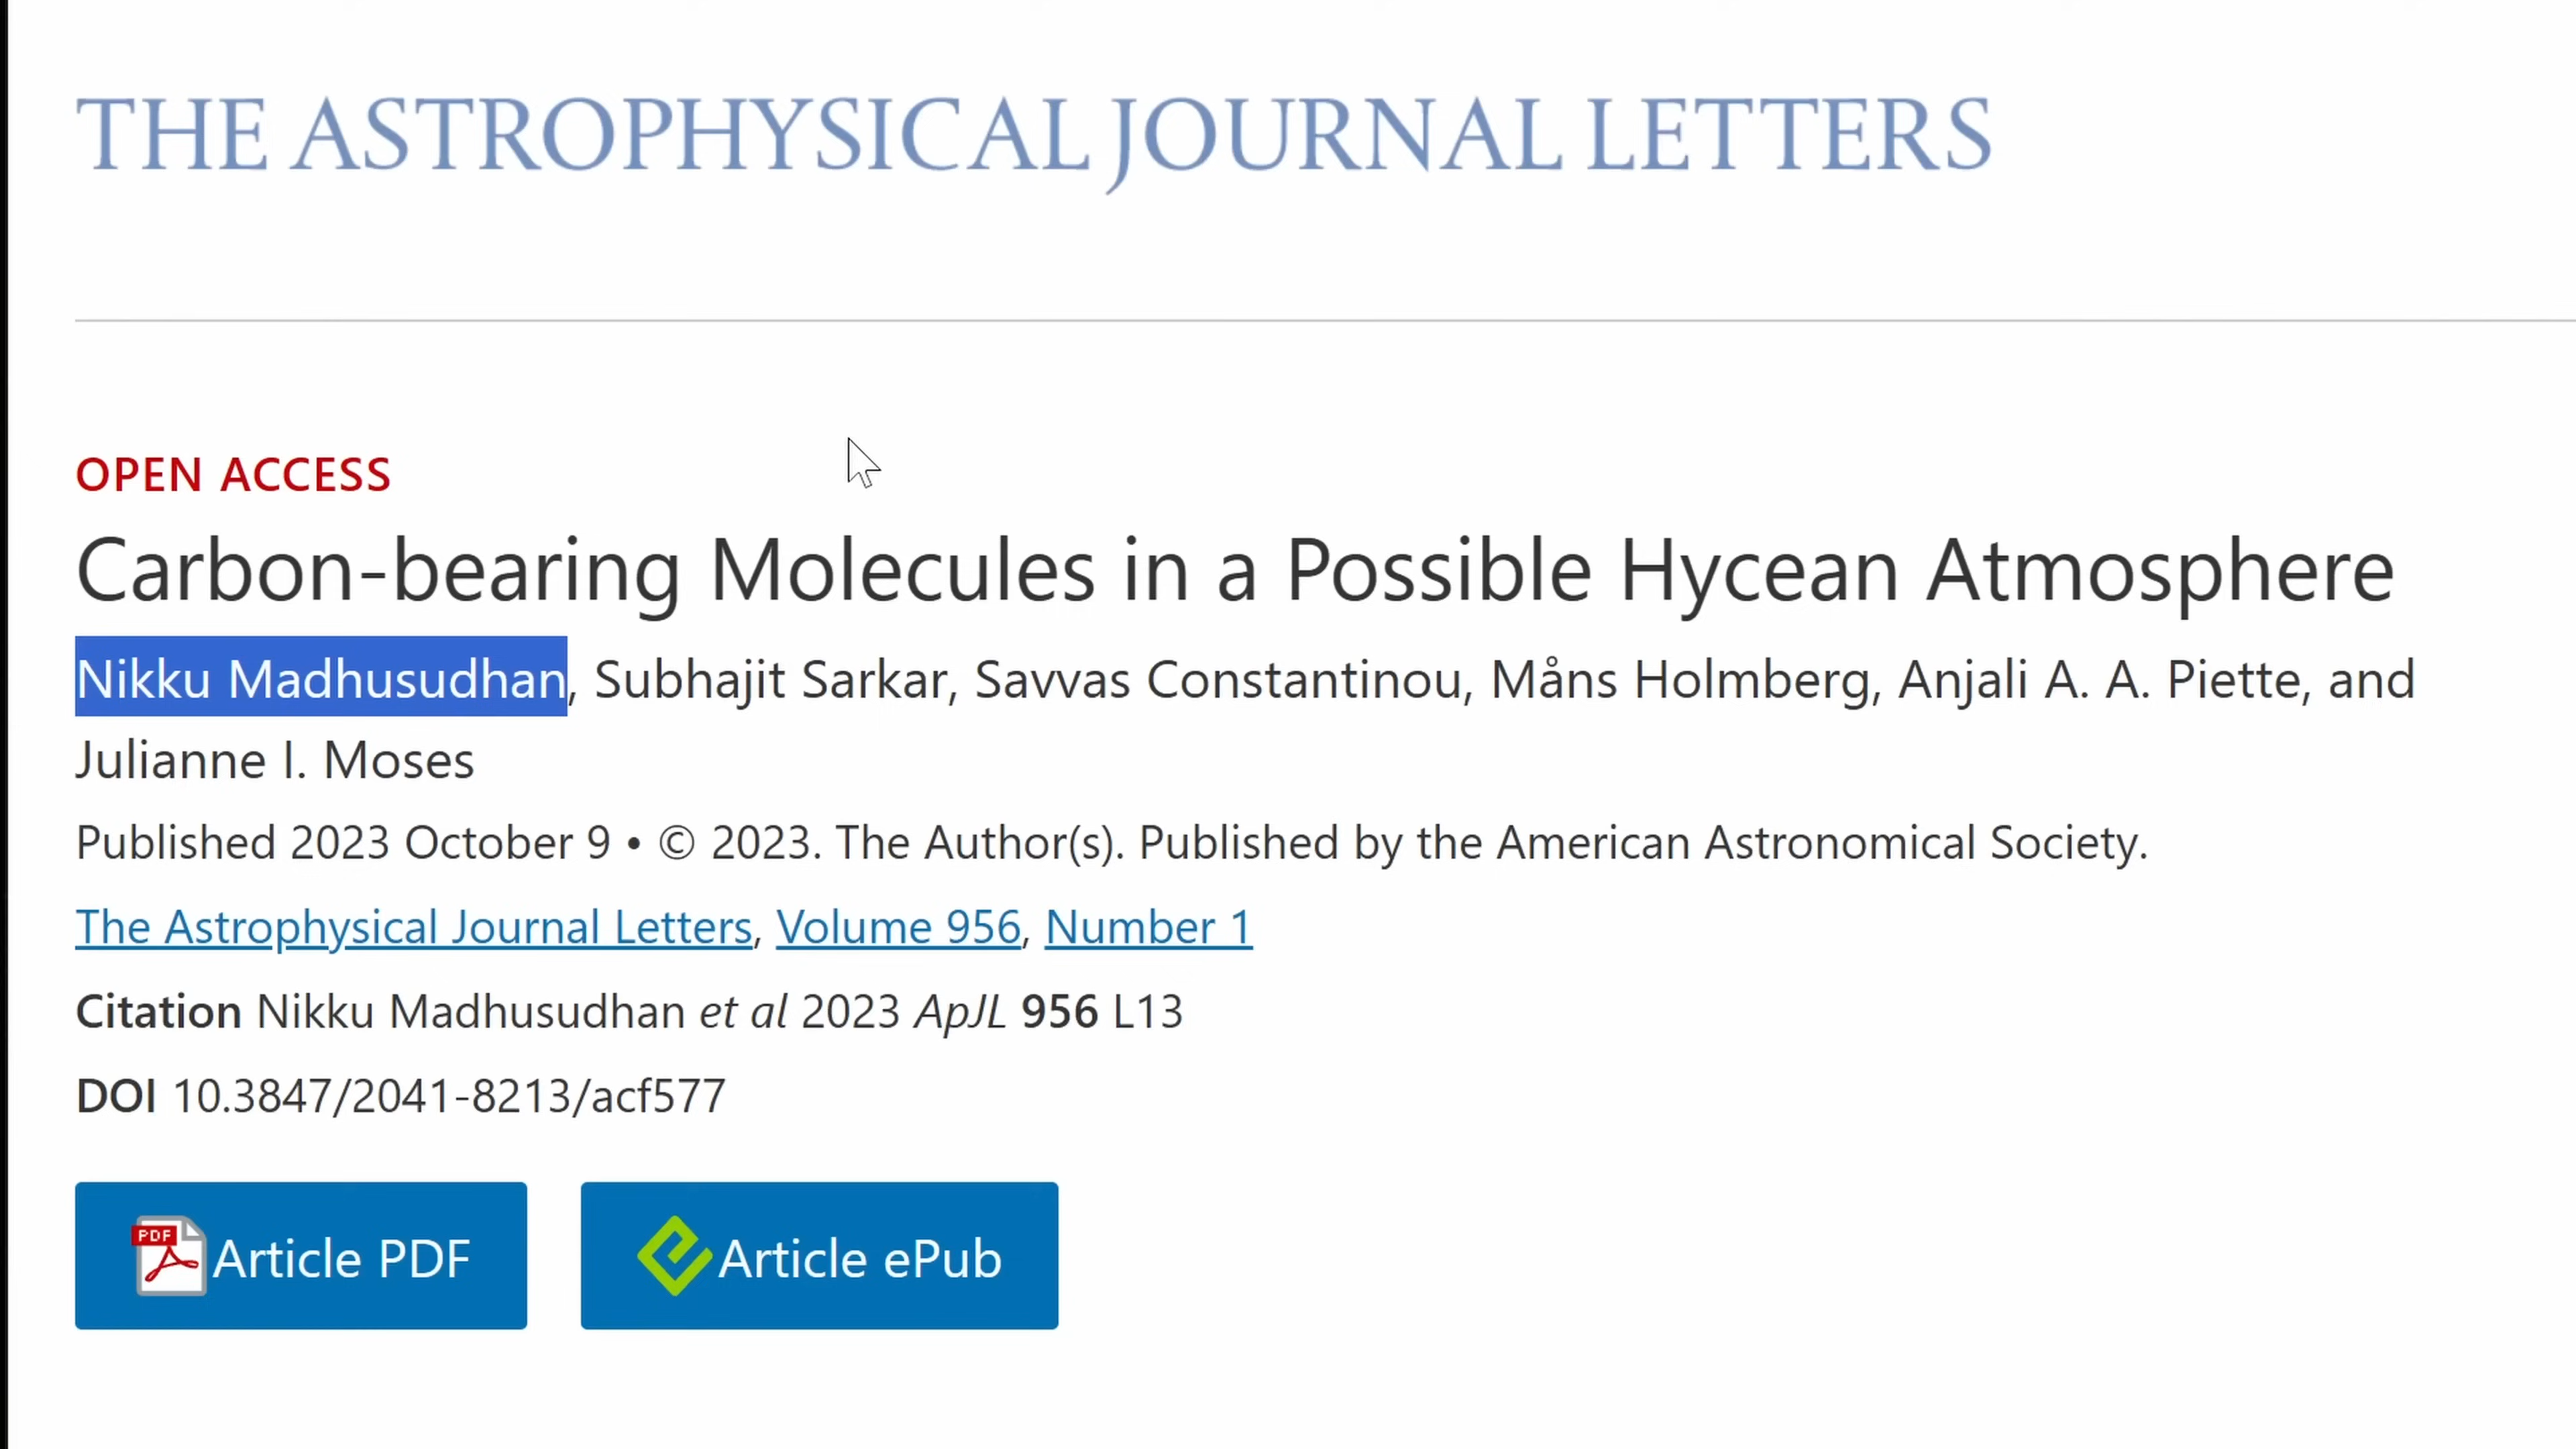 THE ASTROPHYSICAL JOURNAL LETTERS
OPEN ACCESS
Carbon-bearing Molecules in a Possible Hycean Atmosphere
Nikku Madhusudhan, Subhajit Sarkar, Savvas Constantinou, Måns Holmberg, Anjali A. A. Piette, and
Julianne I. Moses
Published 2023 October 9 • © 2023. The Author(s). Published by the American Astronomical Society.
The Astrophysical Journal Letters, Volume 956, Number 1
Citation Nikku Madhusudhan et al 2023 ApJL 956 L13
DOI 10.3847/2041-8213/acf577
PDF Article PDF Article ePub